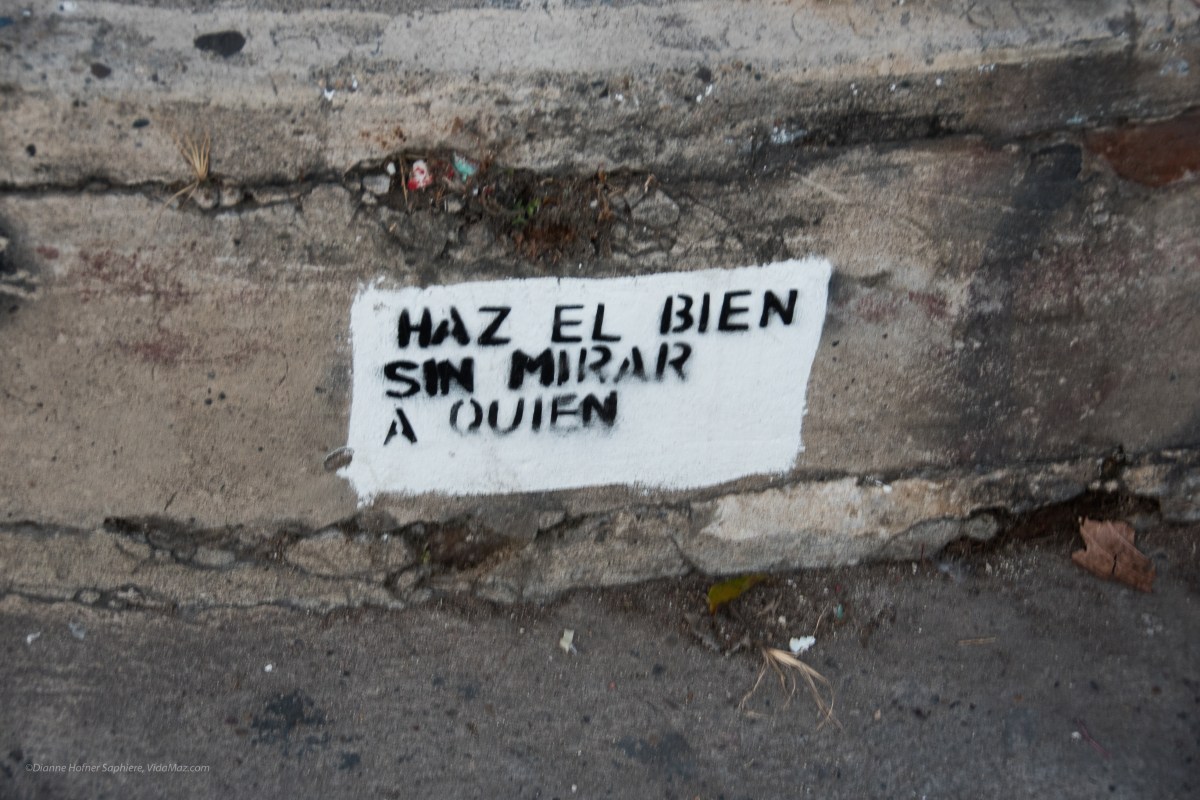 HAZ EL BIEN
SIN MIRAR
A QUIEN
©Dianne Hofner Saphiere, VidaMaz.com